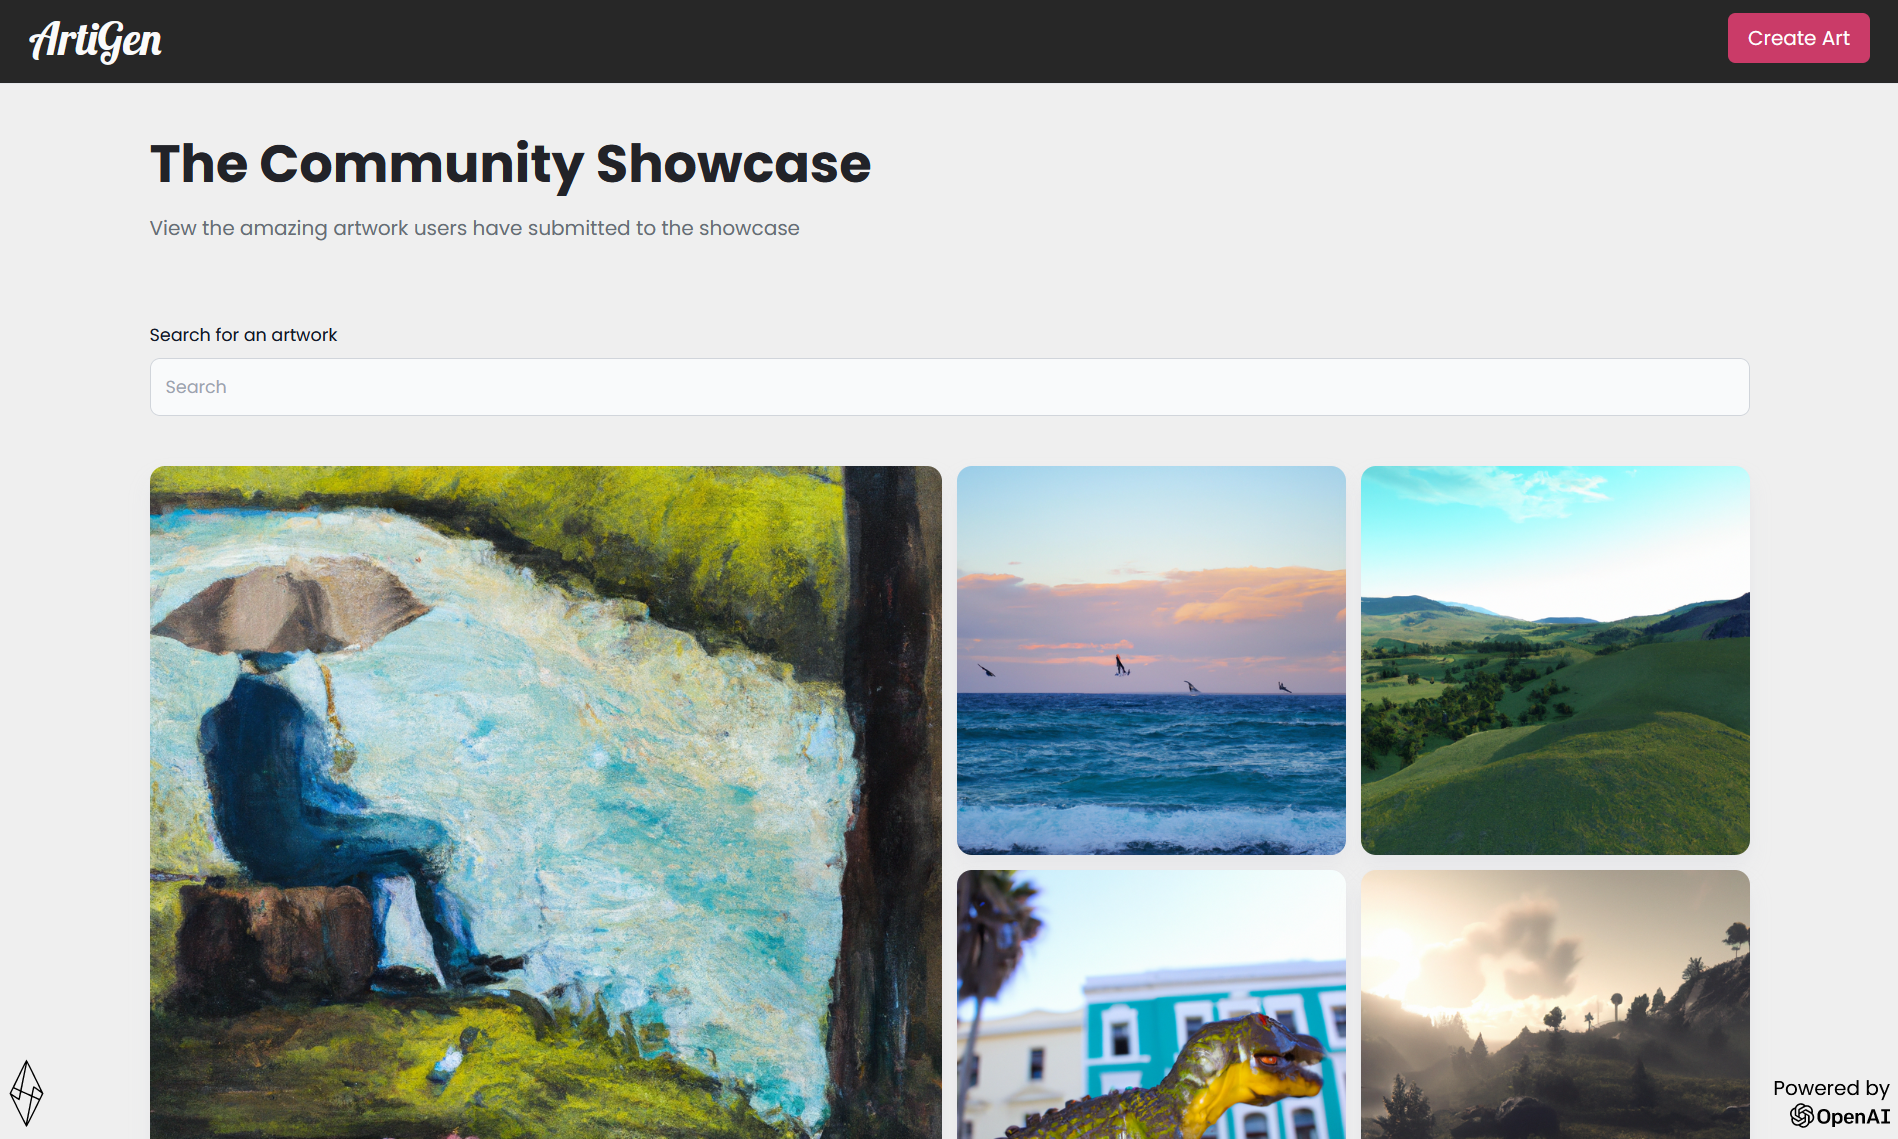 ArtiGen
Create Art
The Community Showcase
View the amazing artwork users have submitted to the showcase
Search for an artwork
Search
Powered by
OpenAI